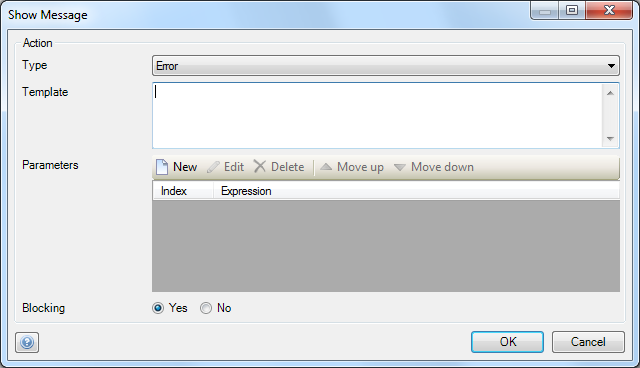 Show Message
Action
Type Error
Template
Parameters New Edit Delete Move up Move down
Index Expression
Blocking Yes No
? OK Cancel